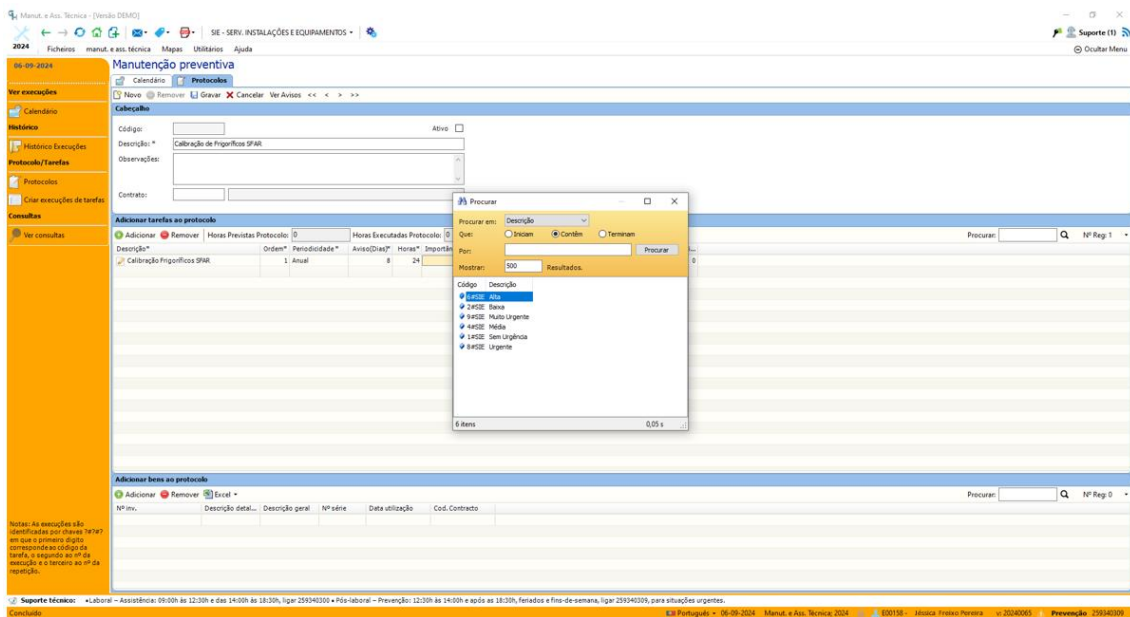 Manut. e Ass. Técnica - [Versão DEMO]
SIE - SERV. INSTALAÇÕES E EQUIPAMENTOS
Suporte (1)
2024 Ficheiros manut. e ass. técnica Mapas Utilitários Ajuda
Ocultar Menu
06-09-2024
Manutenção preventiva
Calendário Protocolos
Ver execuções
Novo Remover Gravar Cancelar Ver Avisos << < > >>
Calendário
Cabeçalho
Histórico
Código: Ativo
Histórico Execuções
Descrição: * Calibração de Frigoríficos SPAR
Protocolo/Tarefas
Observações:
Protocolos
Criar execuções de tarefas
Contrato:
Consultas
Adicionar tarefas ao protocolo
Ver consultas
Adicionar Remover Horas Previstas Protocolo: 0 Horas Executadas Protocolo: 0
Procurar: Nº Reg: 1
Descrição* Ordem* Periodicidade* Aviso(Dias)* Horas* Importân
Calibração Frigoríficos SPAR 1 Anual 8 24 0
Procurar
Procurar em: Descrição
Que: Iniciam Contêm Terminam
Por: Procurar
Mostrar: 500 Resultados.
Código Descrição
6#SIE Alta
2#SIE Baixa
9#SIE Muito Urgente
4#SIE Média
1#SIE Sem Urgência
8#SIE Urgente
6 itens 0,05 s
Adicionar bens ao protocolo
Adicionar Remover Excel
Procurar: Nº Reg: 0
Nº inv. Descrição detal... Descrição geral Nº série Data utilização Cod. Contracto
Notas: As execuções são
identificadas por chaves ?#?#?
em que o primeiro dígito
corresponde ao código da
tarefa, o segundo ao nº da
execução e o terceiro ao nº da
repetição.
Suporte técnico: •Laboral – Assistência: 09:00h às 12:30h e das 14:00h às 18:30h, ligar 259340300 • Pós-laboral – Prevenção: 12:30h às 14:00h e após as 18:30h, feriados e fins-de-semana, ligar 259340309, para situações urgentes.
Concluído
Português 06-09-2024 Manut. e Ass. Técnica: 2024 E00158 - Jéssica Freixo Pereira v: 20240065 Prevenção 259340309